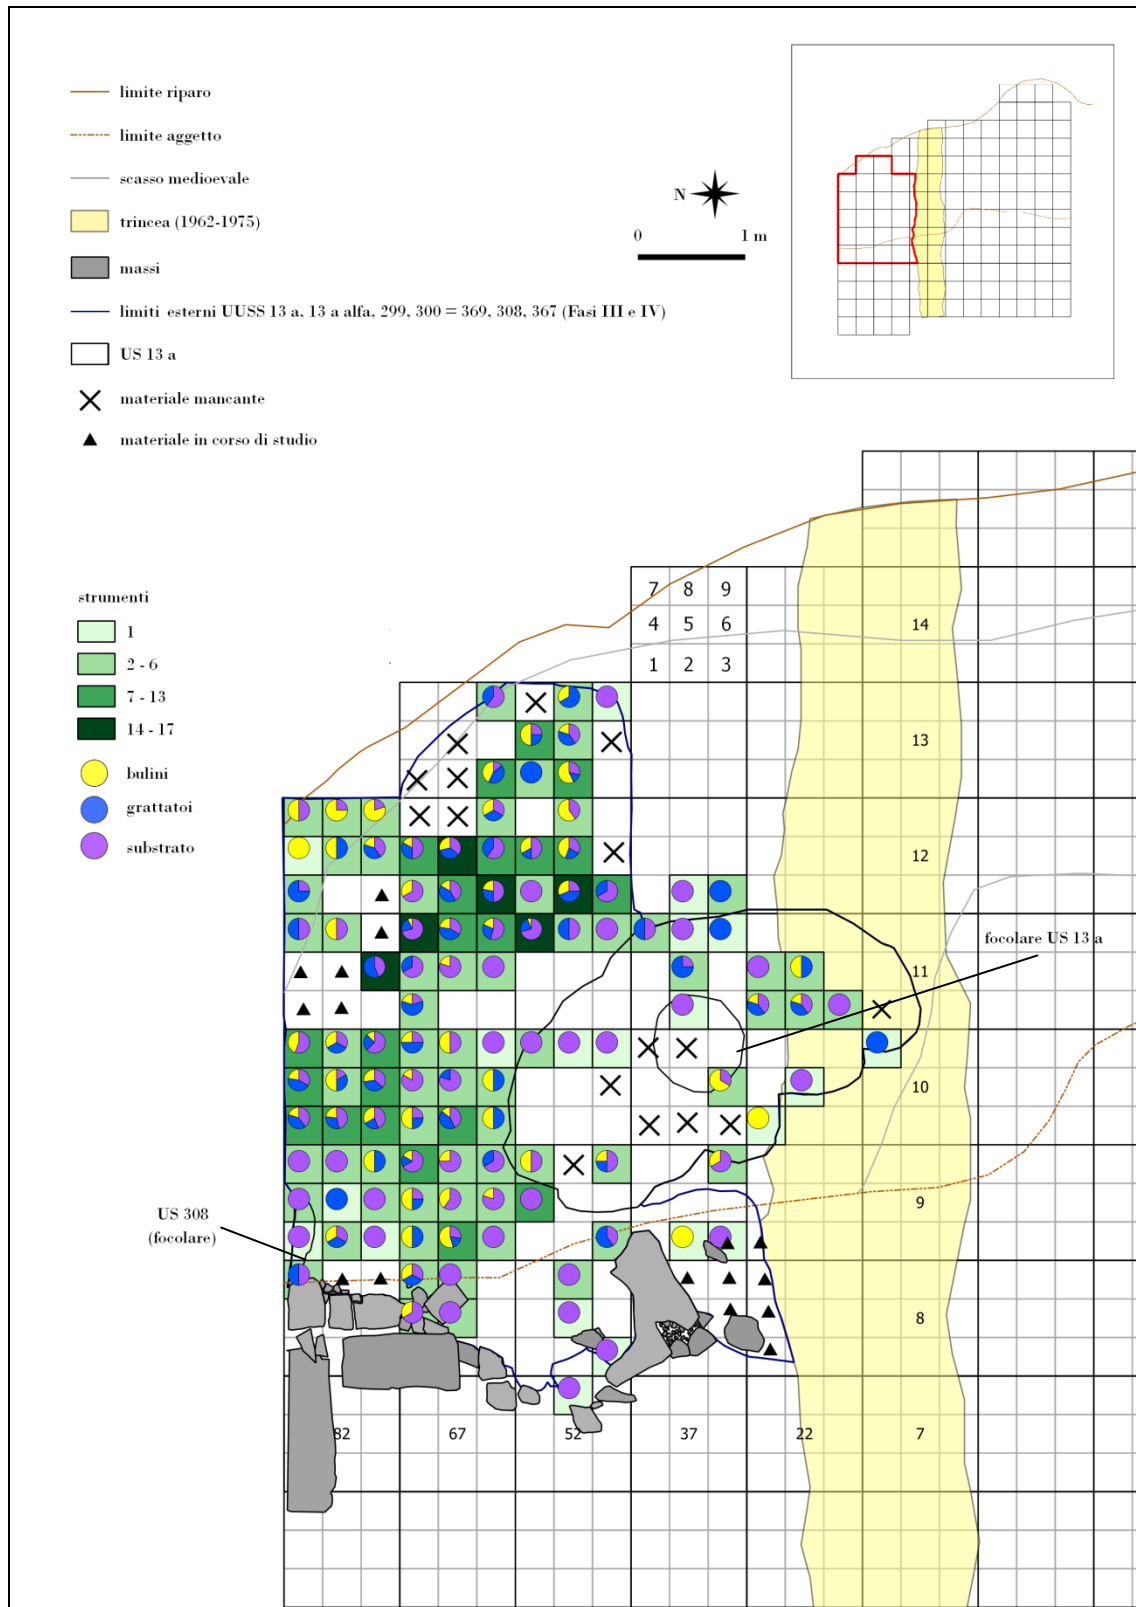 limite riparo
limite aggetto
scasso medioevale
trincea (1962-1975)
massi
limiti esterni UUSS 13 a, 13 a alfa, 299, 300 = 369, 308, 367 (Fasi III e IV)
US 13 a
materiale mancante
materiale in corso di studio
N
0 1 m
strumenti
1
2 - 6
7 - 13
14 - 17
bulini
grattatoi
substrato
7 8 9
4 5 6
1 2 3
14
13
12
focolare US 13 a
11
10
9
US 308
(focolare)
8
82 67 52 37 22 7